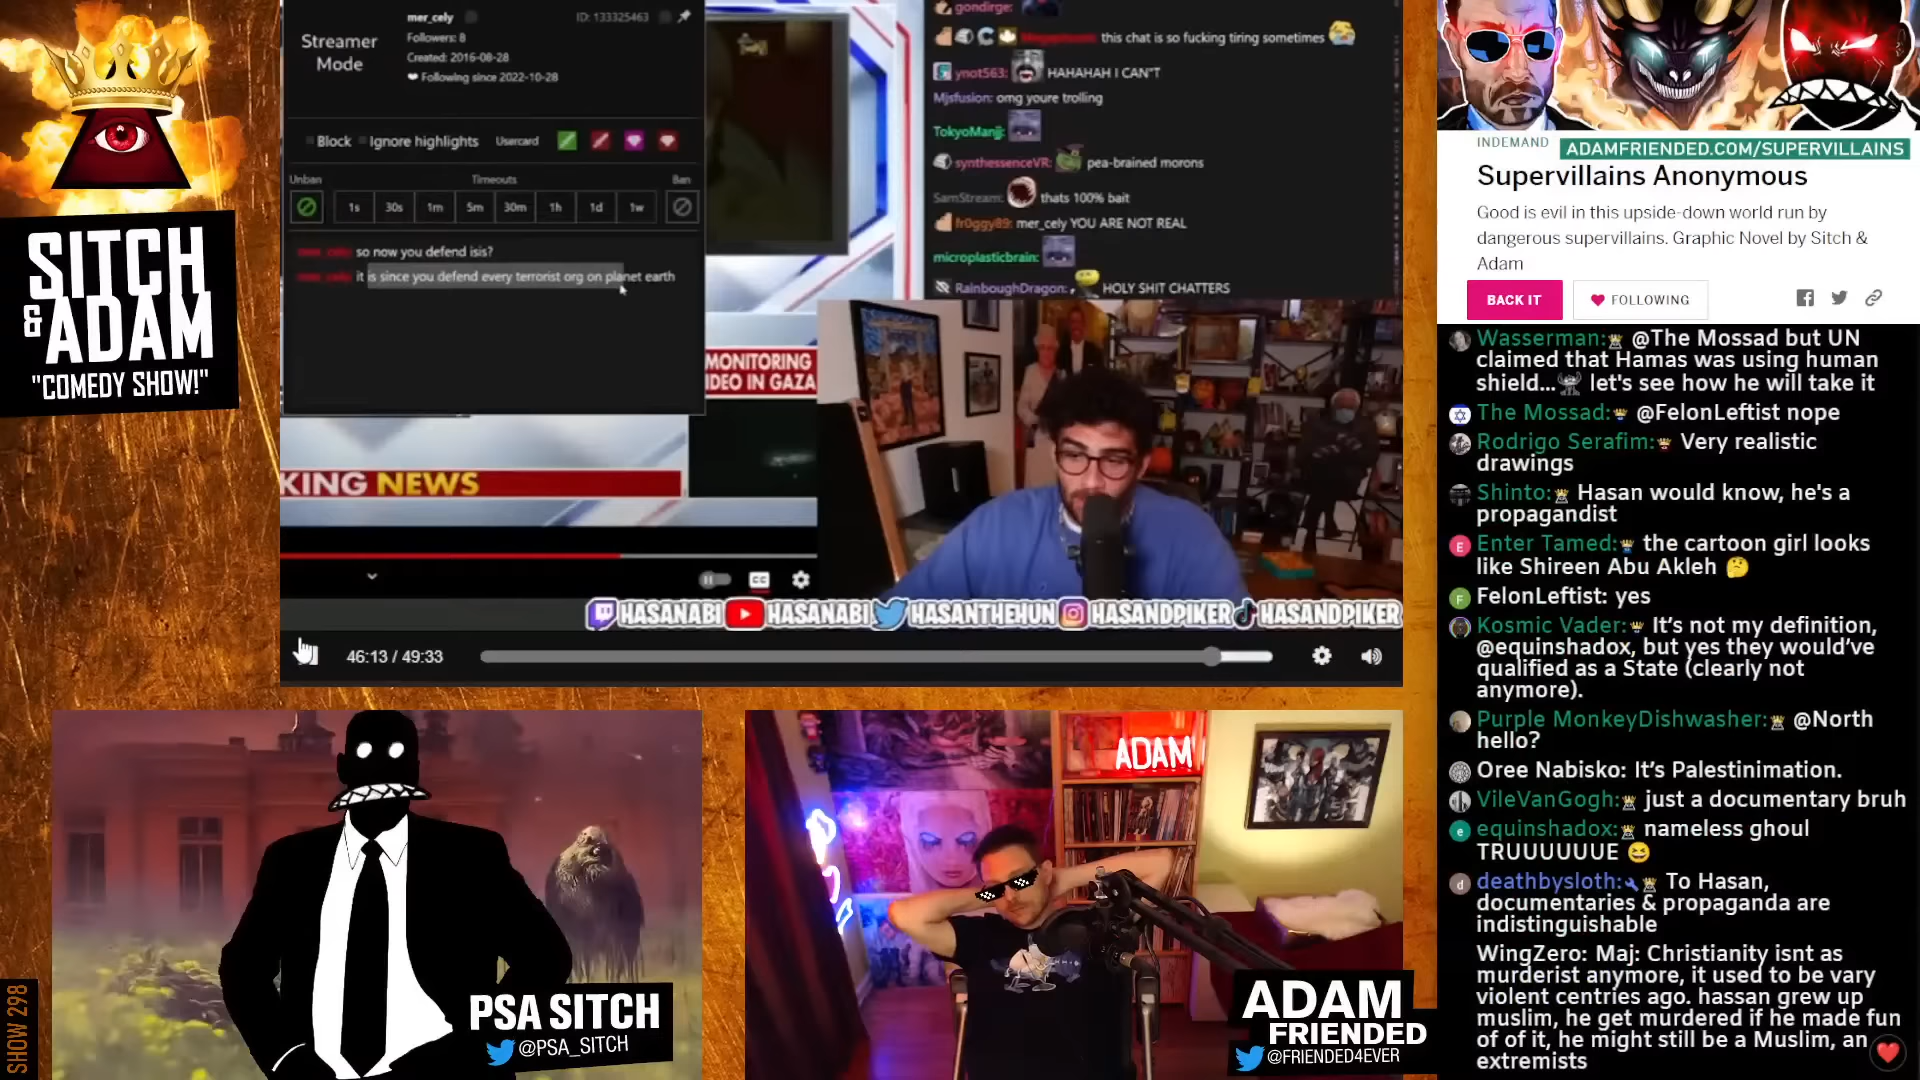 SITCH
& ADAM
"COMEDY SHOW!"
SHOW 298
Streamer
Mode
mer_cely
ID: 133325463
Followers: 8
Created: 2016-08-28
Following since 2022-10-28
Block
Ignore highlights
Usercard
Unban
Timeouts
Ban
1s
30s
1m
5m
30m
1h
1d
1w
so now you defend isis?
it is since you defend every terrorist org on planet earth
MONITORING
IDEO IN GAZA
KING NEWS
CC
gondirge:
this chat is so fucking tiring sometimes
ynot563: HAHAHAH I CAN'T
Mjsfusion: omg youre trolling
TokyoManjj:
synthessenceVR: pea-brained morons
SamStream: thats 100% bait
fr0ggy89: mer_cely YOU ARE NOT REAL
microplasticbrain:
RainboughDragon: , HOLY SHIT CHATTERS
HASANABI HASANABI HASANTHEHUN HASANDPIKER HASANDPIKER
46:13 / 49:33
PSA SITCH
@PSA_SITCH
ADAM
ADAM
FRIENDED
@FRIENDED4EVER
INDEMAND
ADAMFRIENDED.COM/SUPERVILLAINS
Supervillains Anonymous
Good is evil in this upside-down world run by
dangerous supervillains. Graphic Novel by Sitch &
Adam
BACK IT
FOLLOWING
Wasserman: @The Mossad but UN
claimed that Hamas was using human
shield... let's see how he will take it
The Mossad: @FelonLeftist nope
Rodrigo Serafim: Very realistic
drawings
Shinto: Hasan would know, he's a
propagandist
E Enter Tamed: the cartoon girl looks
like Shireen Abu Akleh 🤔
F FelonLeftist: yes
Kosmic Vader: It's not my definition,
@equinshadox, but yes they would've
qualified as a State (clearly not
anymore).
Purple MonkeyDishwasher: @North
hello?
Oree Nabisko: It's Palestinimation.
VileVanGogh: just a documentary bruh
e equinshadox: nameless ghoul
TRUUUUUUE 😆
d deathbysloth: To Hasan,
documentaries & propaganda are
indistinguishable
WingZero: Maj: Christianity isnt as
murderist anymore, it used to be vary
violent centries ago. hassan grew up
muslim, he get murdered if he made fun
of of it, he might still be a Muslim, an
extremists